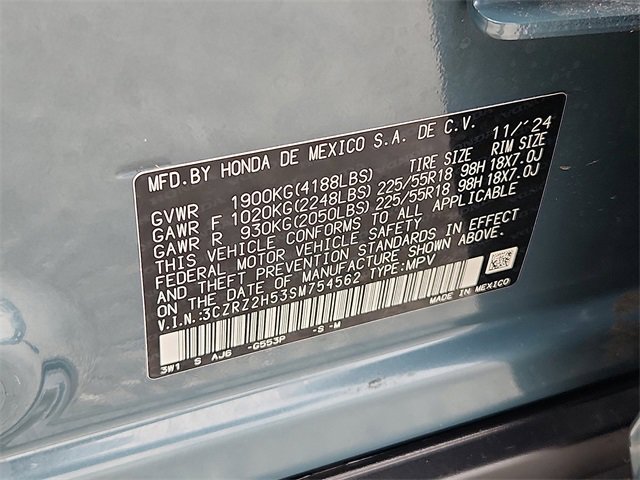 MFD.BY HONDA DE MEXICO S.A. DE C.V. 11/'24
TIRE SIZE RIM SIZE
GVWR 1900KG(4188LBS)
GAWR F 1020KG(2248LBS) 225/55R18 98H 18X7.0J
GAWR R 930KG(2050LBS) 225/55R18 98H 18X7.0J
THIS VEHICLE CONFORMS TO ALL APPLICABLE
FEDERAL MOTOR VEHICLE SAFETY
AND THEFT PREVENTION STANDARDS IN EFFECT
ON THE DATE OF MANUFACTURE SHOWN ABOVE.
V.I.N.:3CZRZ2H53SM754562 TYPE:MPV
MADE IN MEXICO
3W1 S AJ6 -G553P -S -M